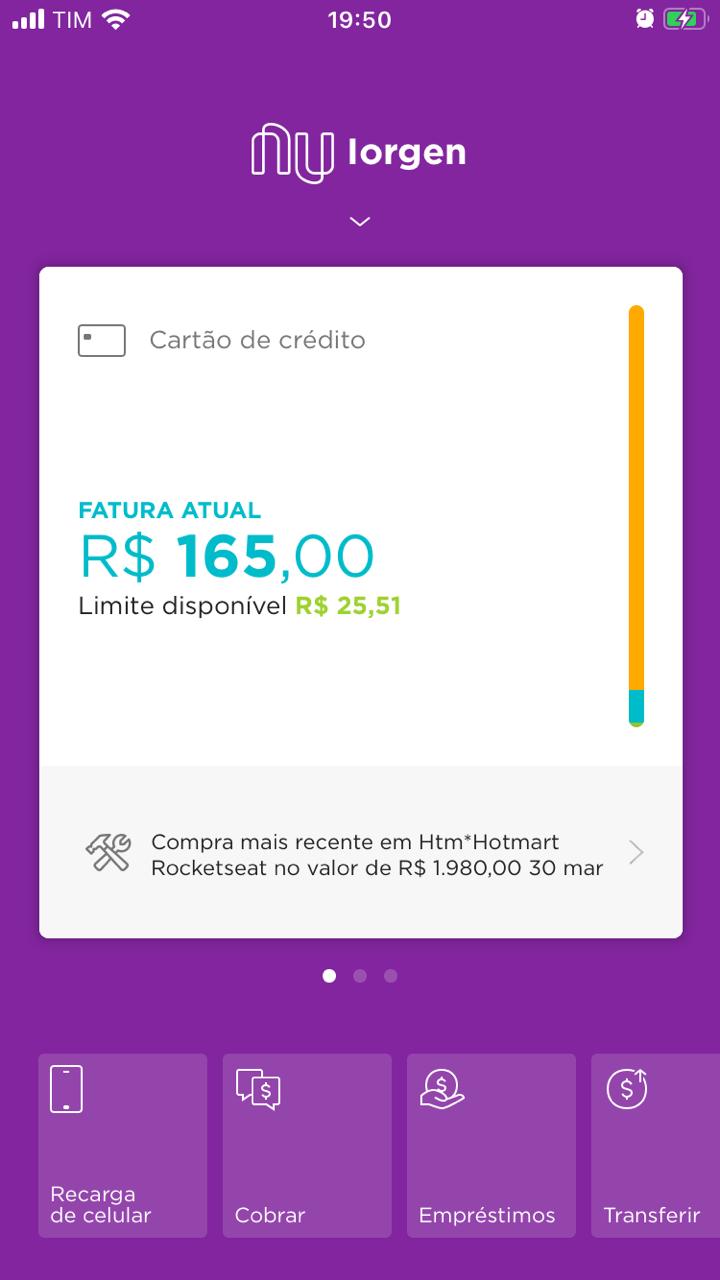 TIM 19:50
nu Iorgen
Cartão de crédito
FATURA ATUAL
R$ 165,00
Limite disponível R$ 25,51
Compra mais recente em Htm*Hotmart
Rocketseat no valor de R$ 1.980,00 30 mar
Recarga
de celular
Cobrar
Empréstimos
Transferir